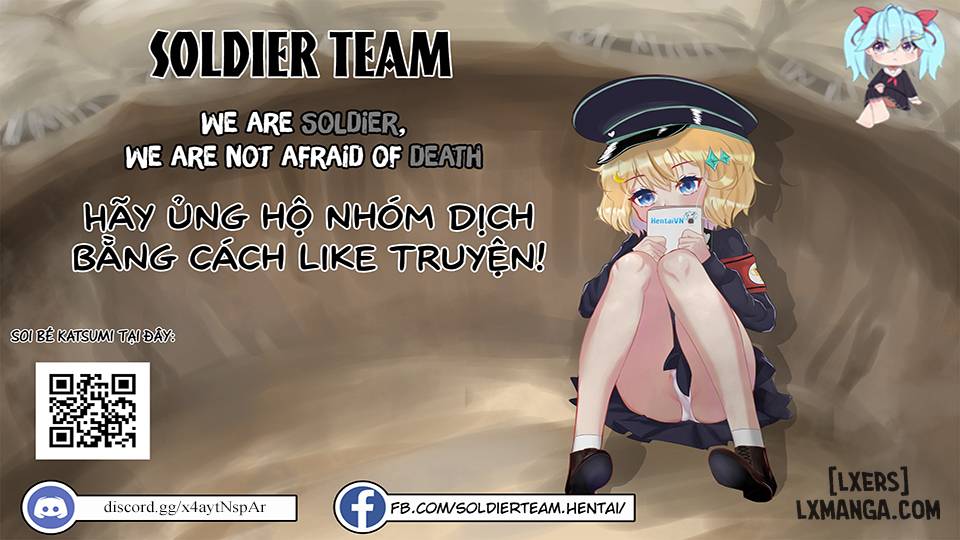 SOLDIER TEAM
WE ARE SOLDIER,
WE ARE NOT AFRAID OF DEATH
HÃY ỦNG HỘ NHÓM DỊCH
BẰNG CÁCH LIKE TRUYỆN!
HentaiVN
SOI BÉ KATSUMI TẠI ĐÂY:
discord.gg/x4aytNspAr
FB.COM/SOLDIERTEAM.HENTAI/
[LXERS]
LXMANGA.COM